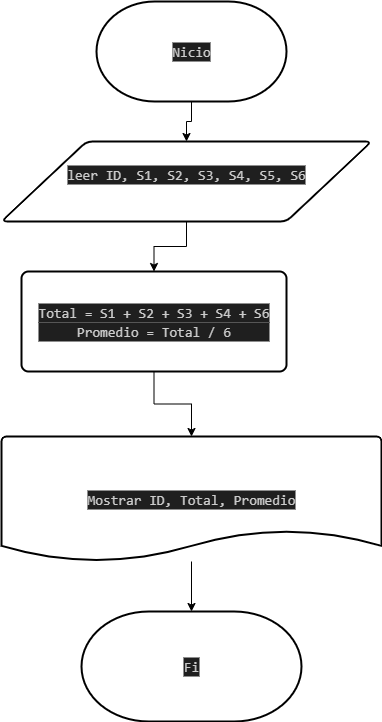 Nicio
leer ID, S1, S2, S3, S4, S5, S6
Total = S1 + S2 + S3 + S4 + S6
Promedio = Total / 6
Mostrar ID, Total, Promedio
Fi